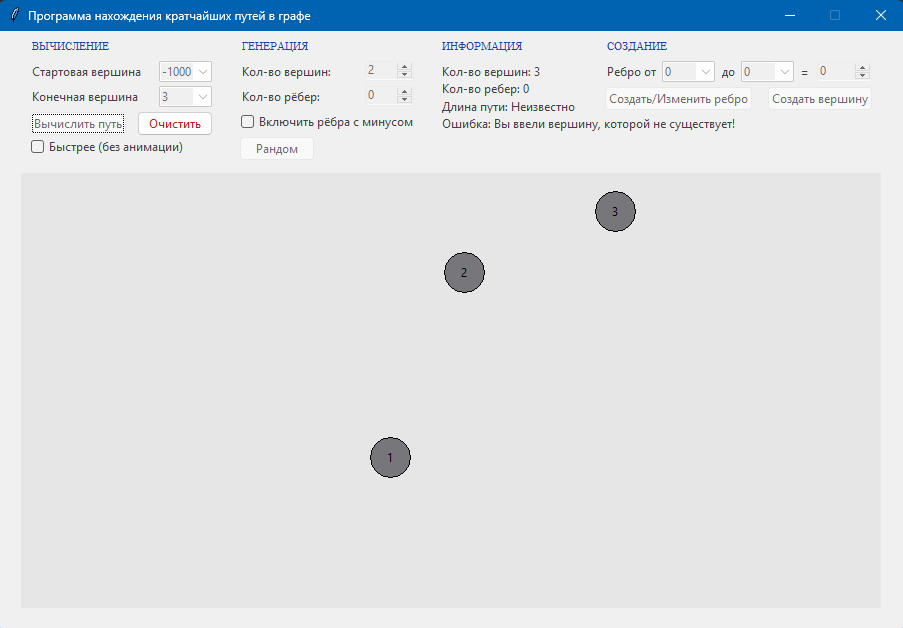 Программа нахождения кратчайших путей в графе
ВЫЧИСЛЕНИЕ
Стартовая вершина -1000
Конечная вершина 3
Вычислить путь Очистить
Быстрее (без анимации)
ГЕНЕРАЦИЯ
Кол-во вершин: 2
Кол-во рёбер: 0
Включить рёбра с минусом
Рандом
ИНФОРМАЦИЯ
Кол-во вершин: 3
Кол-во ребер: 0
Длина пути: Неизвестно
Ошибка: Вы ввели вершину, которой не существует!
СОЗДАНИЕ
Ребро от 0 до 0 = 0
Создать/Изменить ребро Создать вершину
3
2
1